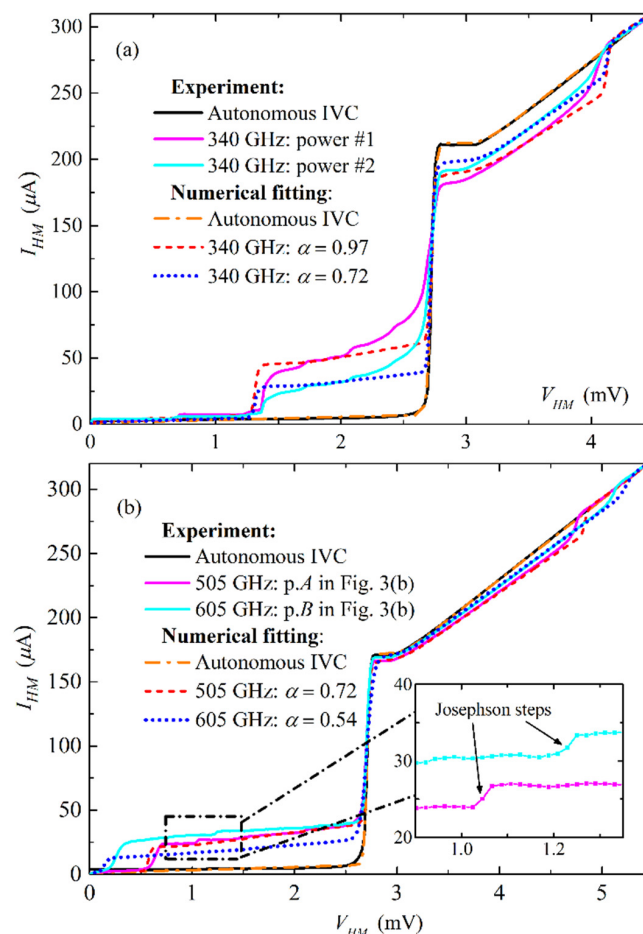 300
250
200
150
100
50
0
I_HM (μA)
(a)
Experiment:
Autonomous IVC
340 GHz: power #1
340 GHz: power #2
Numerical fitting:
Autonomous IVC
340 GHz: α = 0.97
340 GHz: α = 0.72
V_HM (mV)
0 1 2 3 4
300
250
200
150
100
50
0
I_HM (μA)
(b)
Experiment:
Autonomous IVC
505 GHz: p.A in Fig. 3(b)
605 GHz: p.B in Fig. 3(b)
Numerical fitting:
Autonomous IVC
505 GHz: α = 0.72
605 GHz: α = 0.54
40
30
20
Josephson steps
1.0 1.2
0 1 2 3 4 5
V_HM (mV)